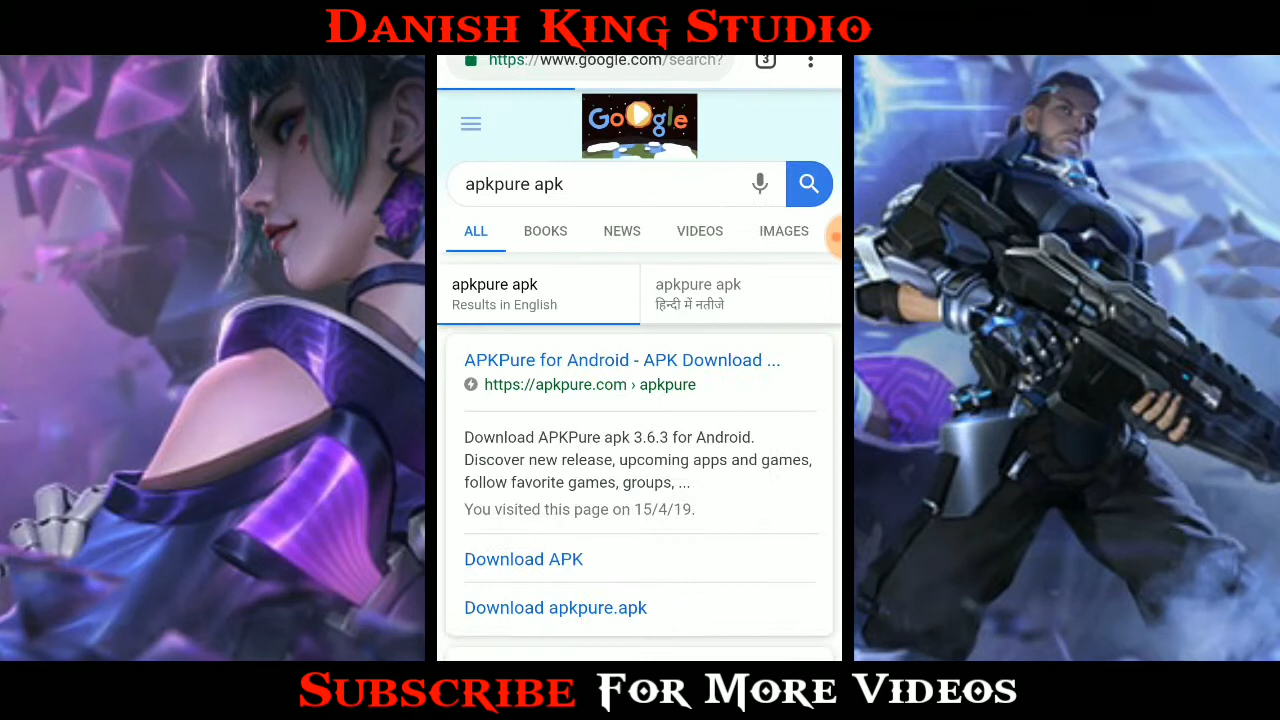 Danish King Studio
https://www.google.com/search?
3
Google
apkpure apk
ALL BOOKS NEWS VIDEOS IMAGES
apkpure apk
Results in English
apkpure apk
हिन्दी में नतीजे
APKPure for Android - APK Download ...
https://apkpure.com › apkpure
Download APKPure apk 3.6.3 for Android.
Discover new release, upcoming apps and games,
follow favorite games, groups, ...
You visited this page on 15/4/19.
Download APK
Download apkpure.apk
Subscribe For More Videos